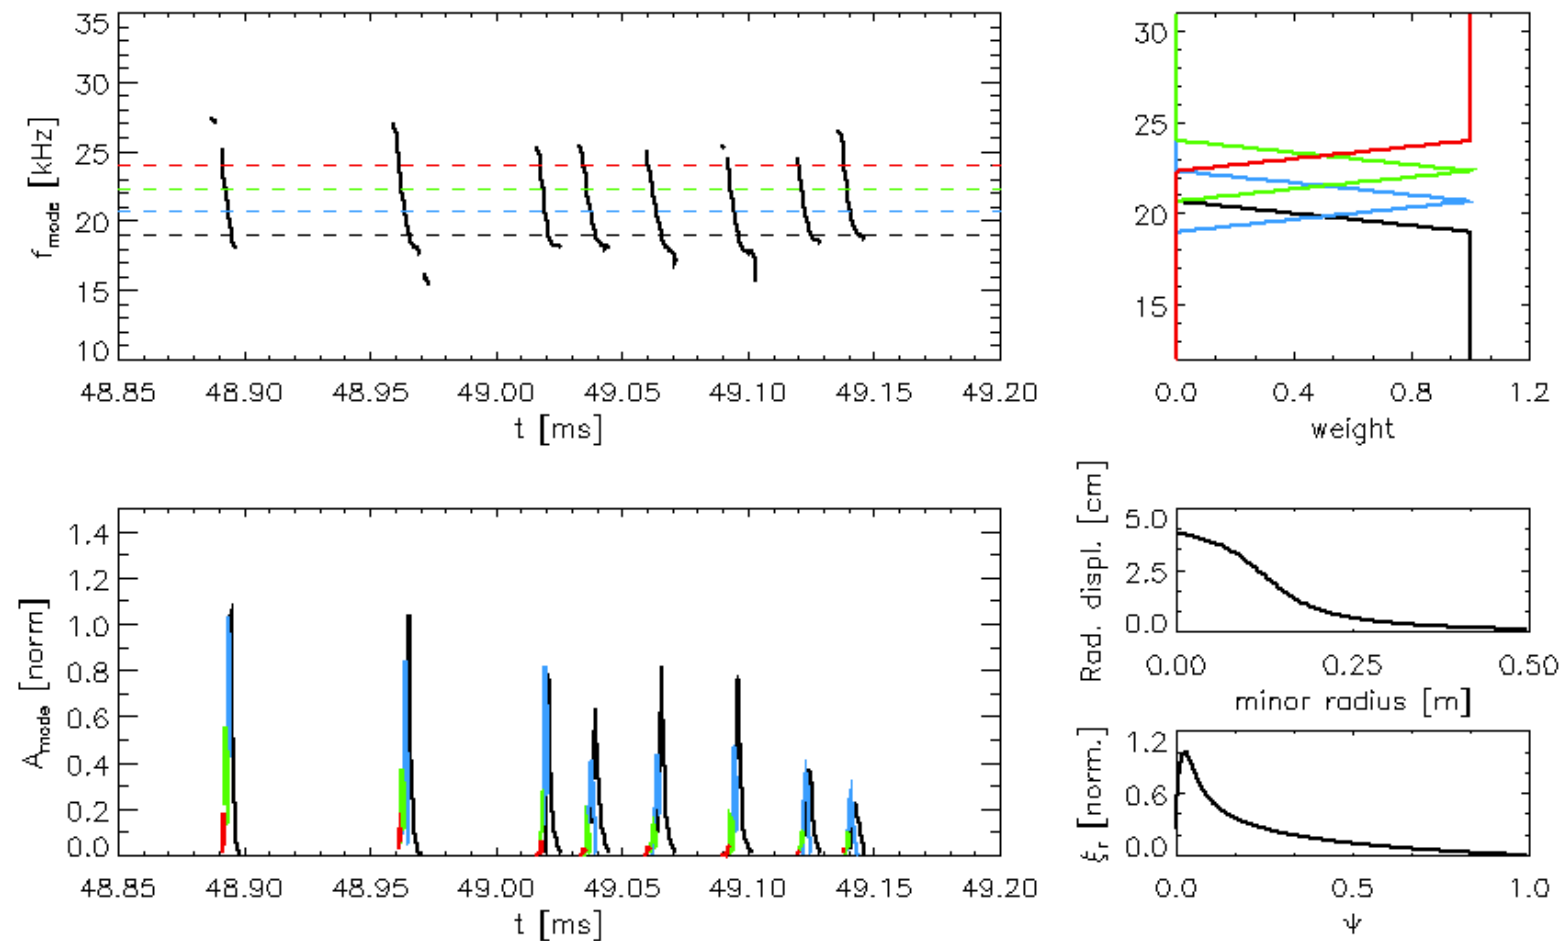 35
30
25
20
15
10
f_mode [kHz]
48.85 48.90 48.95 49.00 49.05 49.10 49.15 49.20
t [ms]
30
25
20
15
0.0 0.4 0.8 1.2
weight
1.4
1.2
1.0
0.8
0.6
0.4
0.2
0.0
A_mode [norm]
48.85 48.90 48.95 49.00 49.05 49.10 49.15 49.20
t [ms]
5.0
2.5
0.0
Rad. displ. [cm]
0.00 0.25 0.50
minor radius [m]
1.2
0.6
0.0
ξ_r [norm.]
0.0 0.5 1.0
ψ